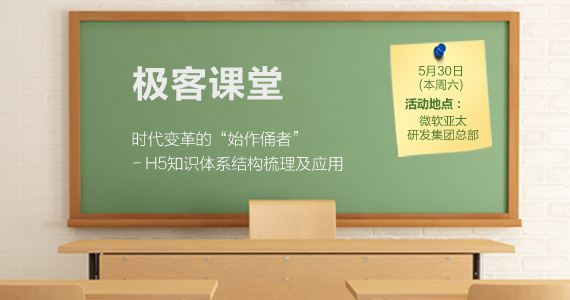 极客课堂
时代变革的“始作俑者”
- H5知识体系结构梳理及应用
5月30日
(本周六)
活动地点：
微软亚太
研发集团总部